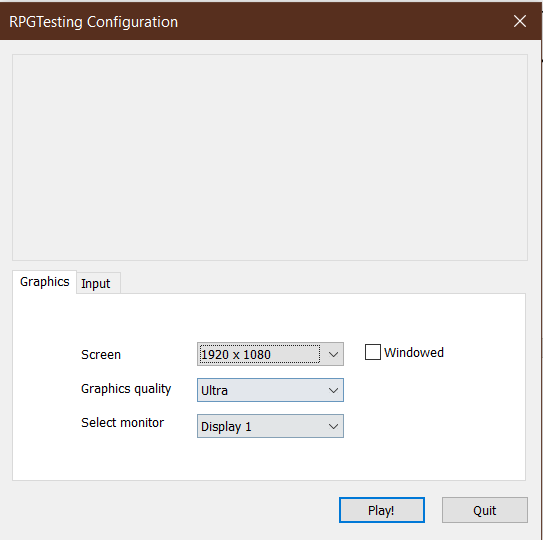 RPGTesting Configuration
Graphics
Input
Screen
1920 x 1080
Windowed
Graphics quality
Ultra
Select monitor
Display 1
Play!
Quit